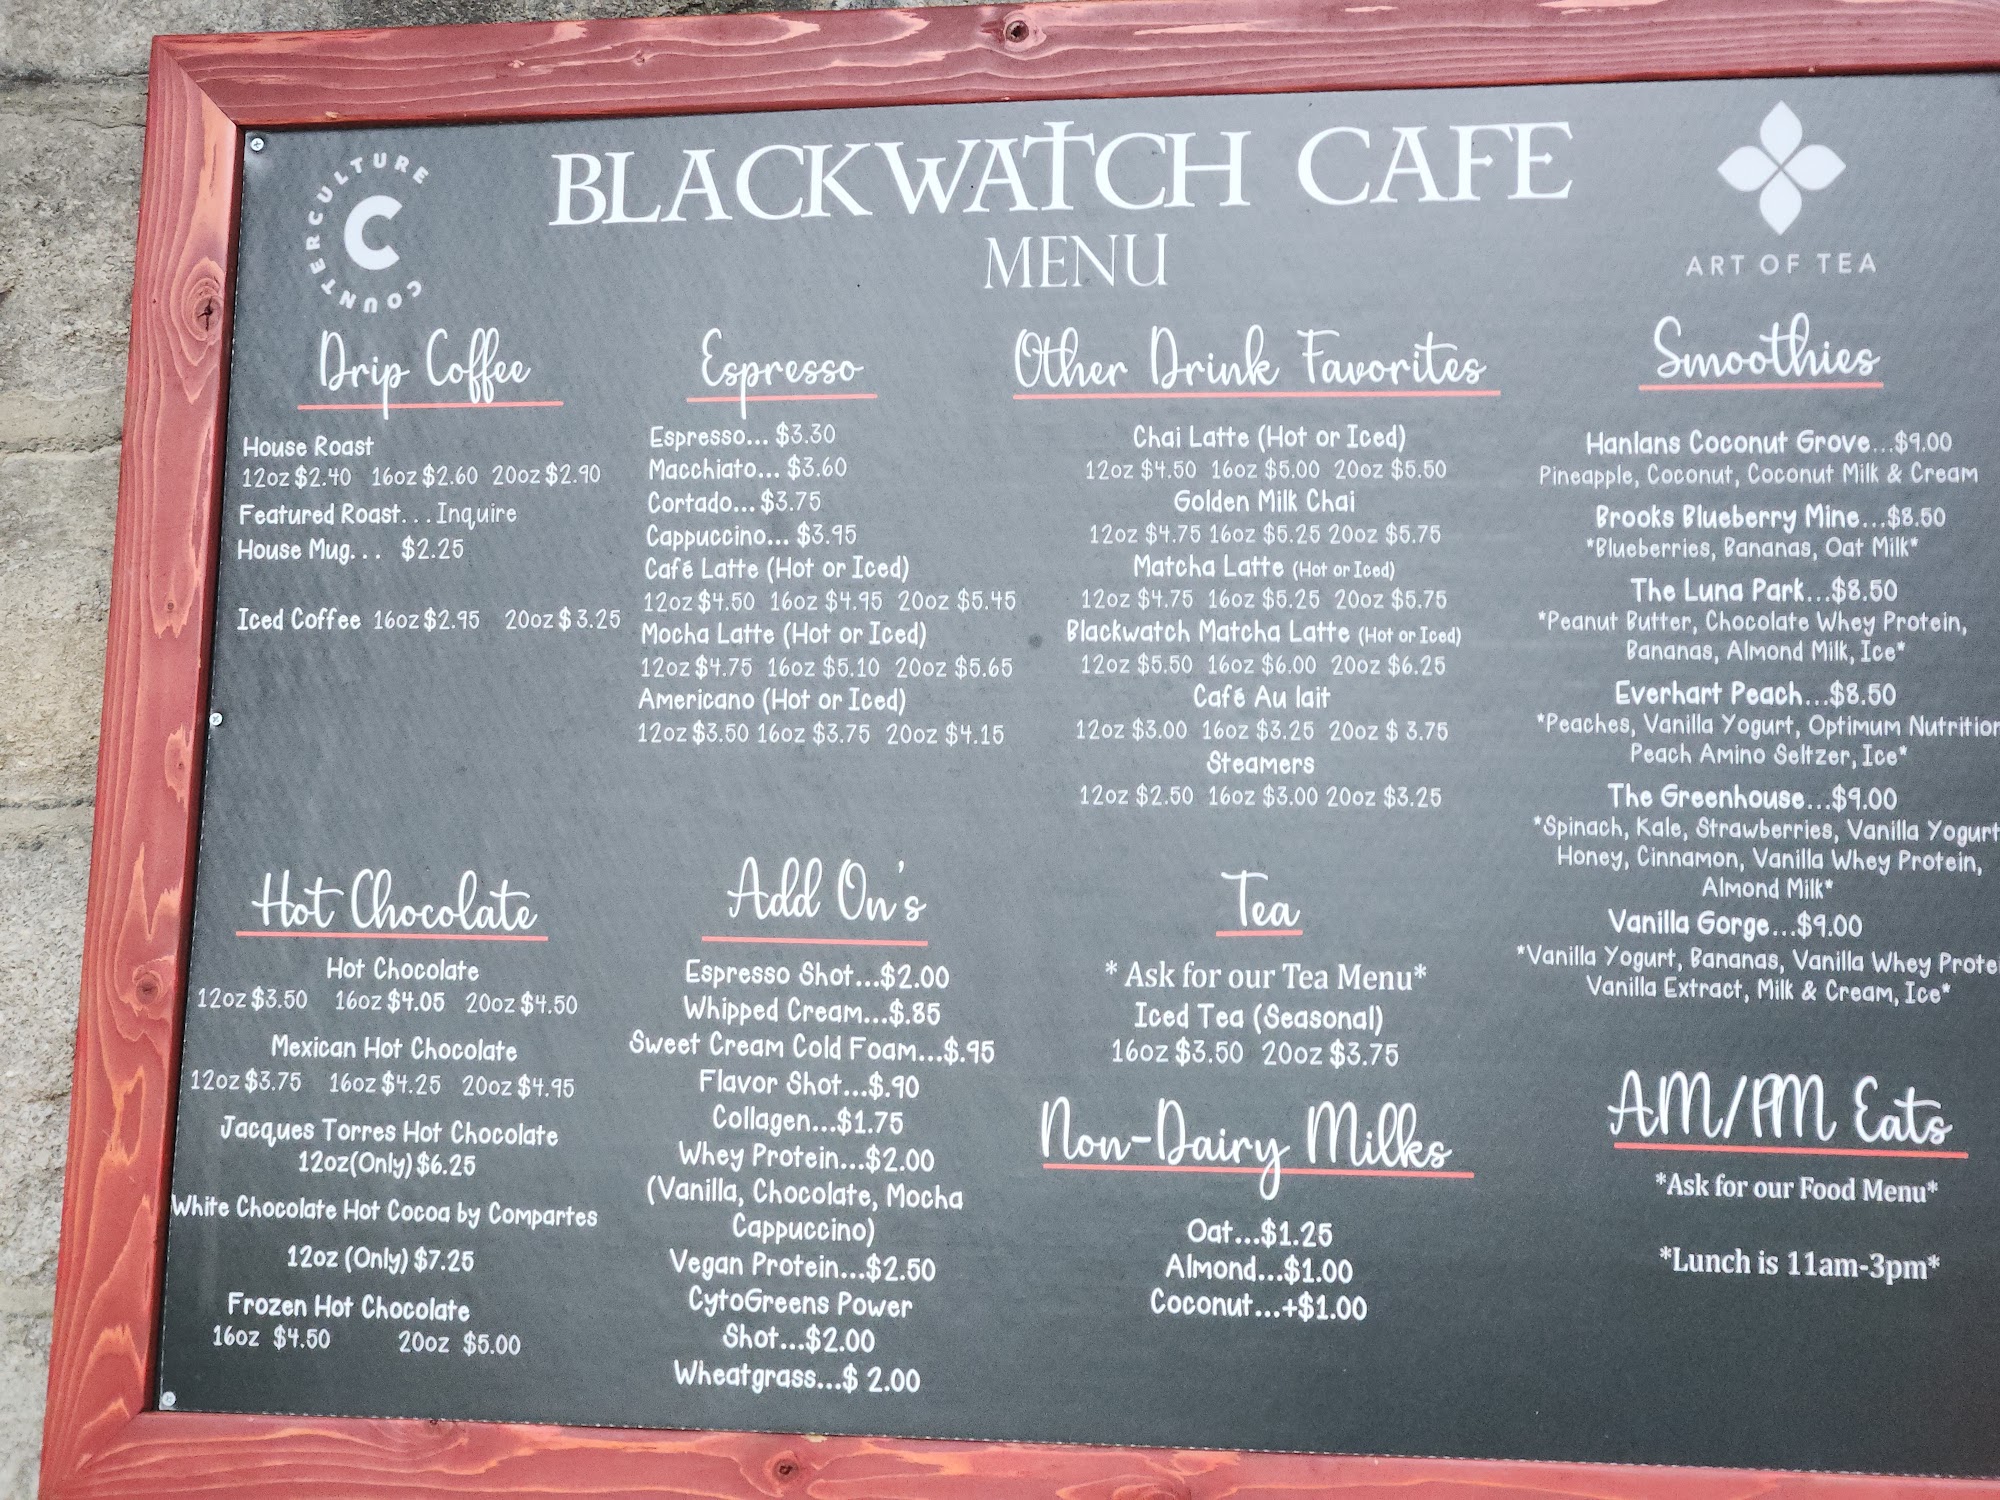 COUNTERCULTURE
C
BLACKWATCH CAFE
MENU
ART OF TEA
Drip Coffee
House Roast
12oz $2.40 16oz $2.60 20oz $2.90
Featured Roast...Inquire
House Mug... $2.25
Iced Coffee 16oz $2.95 20oz $3.25
Espresso
Espresso... $3.30
Macchiato... $3.60
Cortado... $3.75
Cappuccino... $3.95
Café Latte (Hot or Iced)
12oz $4.50 16oz $4.95 20oz $5.45
Mocha Latte (Hot or Iced)
12oz $4.75 16oz $5.10 20oz $5.65
Americano (Hot or Iced)
12oz $3.50 16oz $3.75 20oz $4.15
Other Drink Favorites
Chai Latte (Hot or Iced)
12oz $4.50 16oz $5.00 20oz $5.50
Golden Milk Chai
12oz $4.75 16oz $5.25 20oz $5.75
Matcha Latte (Hot or Iced)
12oz $4.75 16oz $5.25 20oz $5.75
Blackwatch Matcha Latte (Hot or Iced)
12oz $5.50 16oz $6.00 20oz $6.25
Café Au lait
12oz $3.00 16oz $3.25 20oz $ 3.75
Steamers
12oz $2.50 16oz $3.00 20oz $3.25
Smoothies
Hanlans Coconut Grove...$9.00
Pineapple, Coconut, Coconut Milk & Cream
Brooks Blueberry Mine...$8.50
*Blueberries, Bananas, Oat Milk*
The Luna Park...$8.50
*Peanut Butter, Chocolate Whey Protein,
Bananas, Almond Milk, Ice*
Everhart Peach...$8.50
*Peaches, Vanilla Yogurt, Optimum Nutrition
Peach Amino Seltzer, Ice*
The Greenhouse...$9.00
*Spinach, Kale, Strawberries, Vanilla Yogurt
Honey, Cinnamon, Vanilla Whey Protein,
Almond Milk*
Vanilla Gorge...$9.00
*Vanilla Yogurt, Bananas, Vanilla Whey Protei
Vanilla Extract, Milk & Cream, Ice*
Hot Chocolate
Hot Chocolate
12oz $3.50 16oz $4.05 20oz $4.50
Mexican Hot Chocolate
12oz $3.75 16oz $4.25 20oz $4.95
Jacques Torres Hot Chocolate
12oz(Only) $6.25
White Chocolate Hot Cocoa by Compartes
12oz (Only) $7.25
Frozen Hot Chocolate
16oz $4.50 20oz $5.00
Add On's
Espresso Shot...$2.00
Whipped Cream...$.85
Sweet Cream Cold Foam...$.95
Flavor Shot...$.90
Collagen...$1.75
Whey Protein...$2.00
(Vanilla, Chocolate, Mocha
Cappuccino)
Vegan Protein...$2.50
CytoGreens Power
Shot...$2.00
Wheatgrass...$ 2.00
Tea
* Ask for our Tea Menu*
Iced Tea (Seasonal)
16oz $3.50 20oz $3.75
Non-Dairy Milks
Oat...$1.25
Almond...$1.00
Coconut...+$1.00
AM/PM Eats
*Ask for our Food Menu*
*Lunch is 11am-3pm*